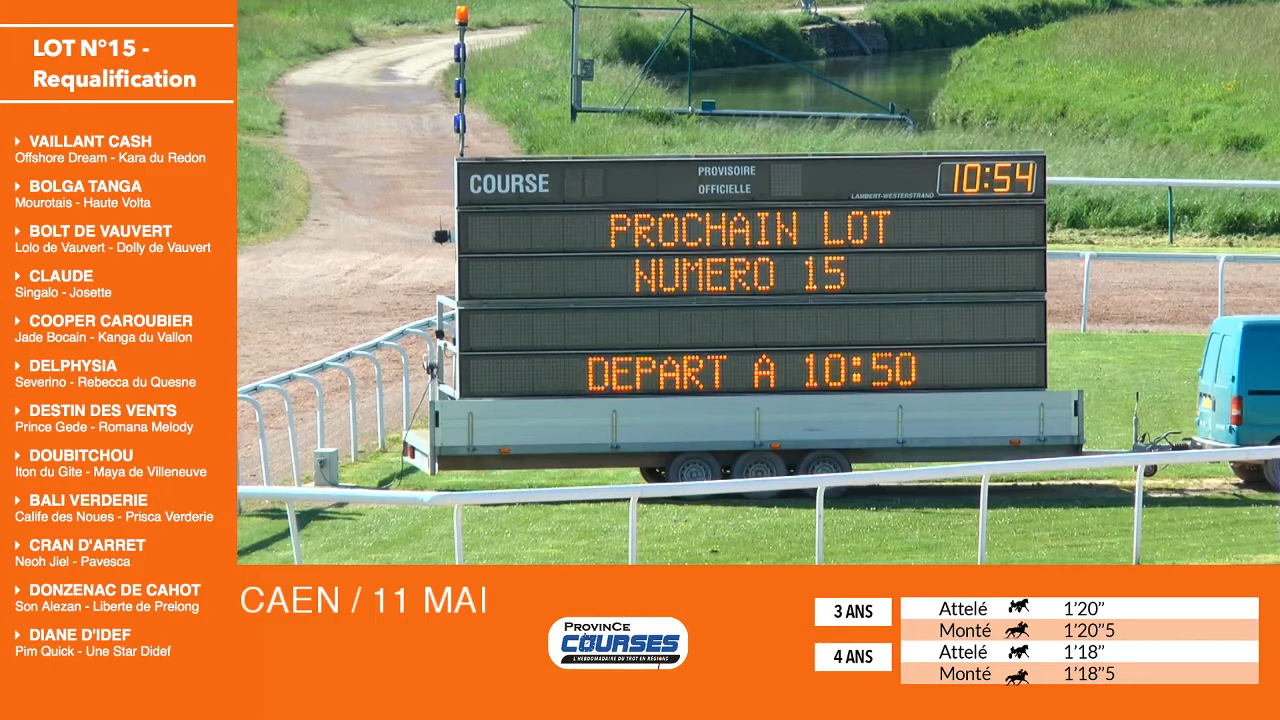 LOT N°15 -
Requalification
VAILLANT CASH
Offshore Dream - Kara du Redon
BOLGA TANGA
Mourotais - Haute Volta
BOLT DE VAUVERT
Lolo de Vauvert - Dolly de Vauvert
CLAUDE
Singalo - Josette
COOPER CAROUBIER
Jade Bocain - Kanga du Vallon
DELPHYSIA
Severino - Rebecca du Quesne
DESTIN DES VENTS
Prince Gede - Romana Melody
DOUBITCHOU
Iton du Gite - Maya de Villeneuve
BALI VERDERIE
Calife des Noues - Prisca Verderie
CRAN D'ARRET
Neoh Jiel - Pavesca
DONZENAC DE CAHOT
Son Alezan - Liberte de Prelong
DIANE D'IDEF
Pim Quick - Une Star Didef
COURSE
PROVISOIRE
OFFICIELLE
LAMBERT-WESTERSTRAND
10:54
PROCHAIN LOT
NUMERO 15
DEPART A 10:50
CAEN / 11 MAI
PROVINCE
COURSES
L'HEBDOMADAIRE DU TROT EN RÉGIONS
3 ANS
Attelé 1'20"
Monté 1'20"5
4 ANS
Attelé 1'18"
Monté 1'18"5